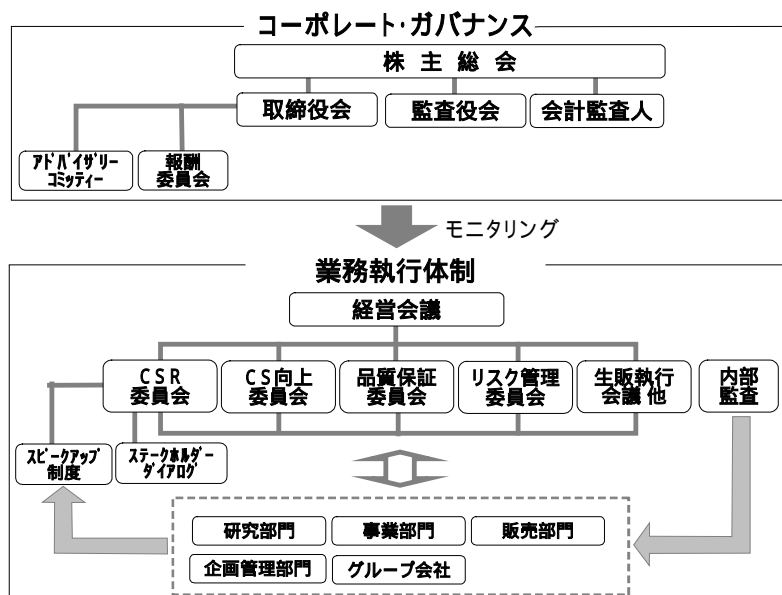 コーポレート・ガバナンス
株主総会
取締役会
監査役会
会計監査人
アドバイザリー
コミッティー
報酬
委員会
モニタリング
業務執行体制
経営会議
CSR
委員会
CS向上
委員会
品質保証
委員会
リスク管理
委員会
生販執行
会議他
内部
監査
スピークアップ
制度
ステークホルダー
ダイアログ
研究部門
事業部門
販売部門
企画管理部門
グループ会社